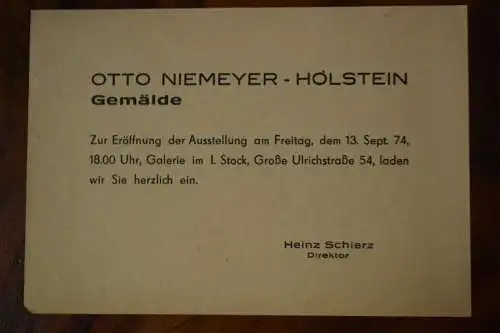 OTTO NIEMEYER - HOLSTEIN
Gemälde
Zur Eröffnung der Ausstellung am Freitag, dem 13. Sept. 74,
18.00 Uhr, Galerie im I. Stock, Große Ulrichstraße 54, laden
wir Sie herzlich ein.
Heinz Schierz
Direktor